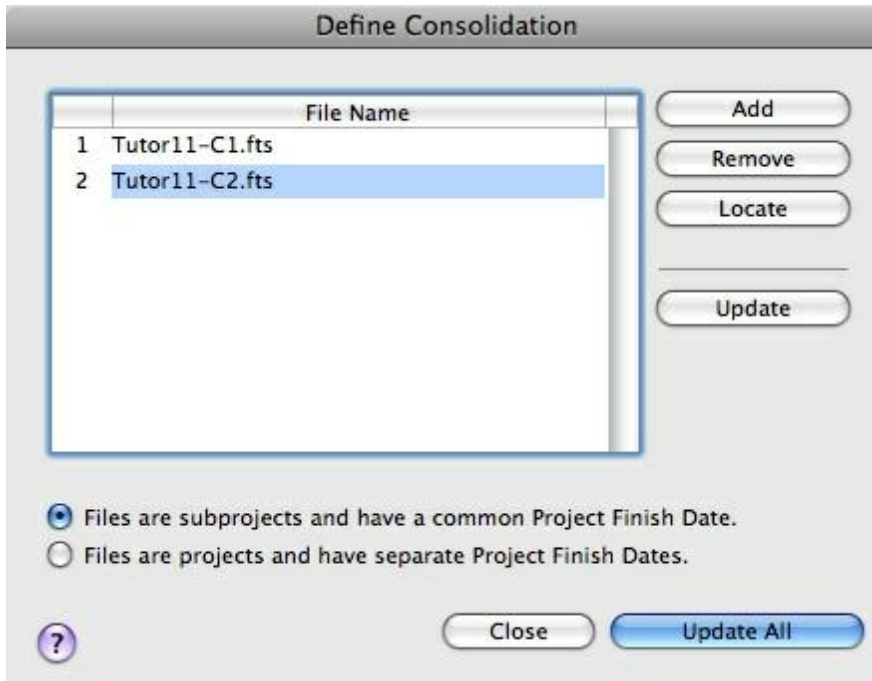 Define Consolidation
File Name
1 Tutor11-C1.fts
2 Tutor11-C2.fts
Add
Remove
Locate
Update
Files are subprojects and have a common Project Finish Date.
Files are projects and have separate Project Finish Dates.
?
Close
Update All